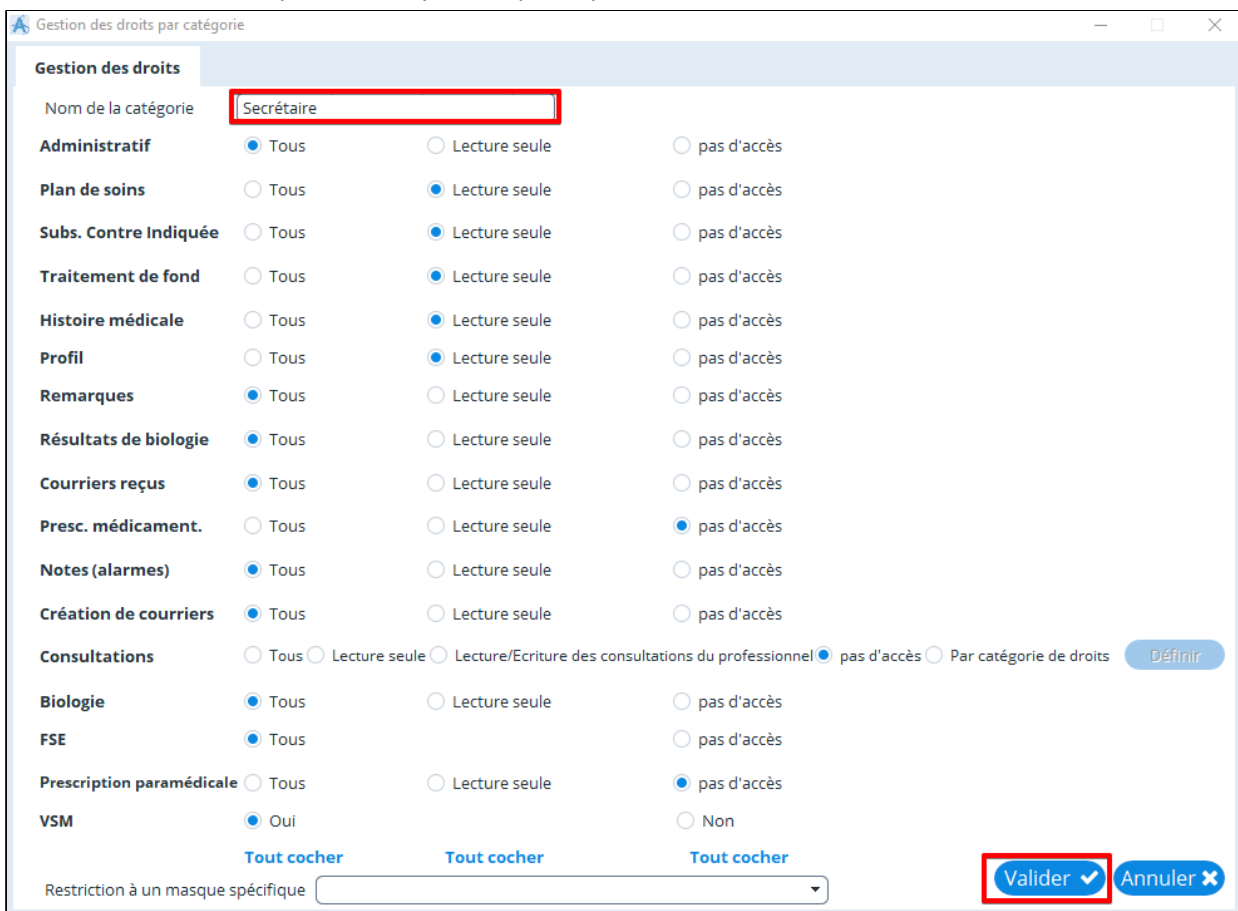 Gestion des droits par catégorie
Gestion des droits
Nom de la catégorie Secrétaire
Administratif Tous Lecture seule pas d'accès
Plan de soins Tous Lecture seule pas d'accès
Subs. Contre Indiquée Tous Lecture seule pas d'accès
Traitement de fond Tous Lecture seule pas d'accès
Histoire médicale Tous Lecture seule pas d'accès
Profil Tous Lecture seule pas d'accès
Remarques Tous Lecture seule pas d'accès
Résultats de biologie Tous Lecture seule pas d'accès
Courriers reçus Tous Lecture seule pas d'accès
Presc. médicament. Tous Lecture seule pas d'accès
Notes (alarmes) Tous Lecture seule pas d'accès
Création de courriers Tous Lecture seule pas d'accès
Consultations Tous Lecture seule Lecture/Ecriture des consultations du professionnel pas d'accès Par catégorie de droits Définir
Biologie Tous Lecture seule pas d'accès
FSE Tous pas d'accès
Prescription paramédicale Tous Lecture seule pas d'accès
VSM Oui Non
Tout cocher Tout cocher Tout cocher
Restriction à un masque spécifique Valider Annuler